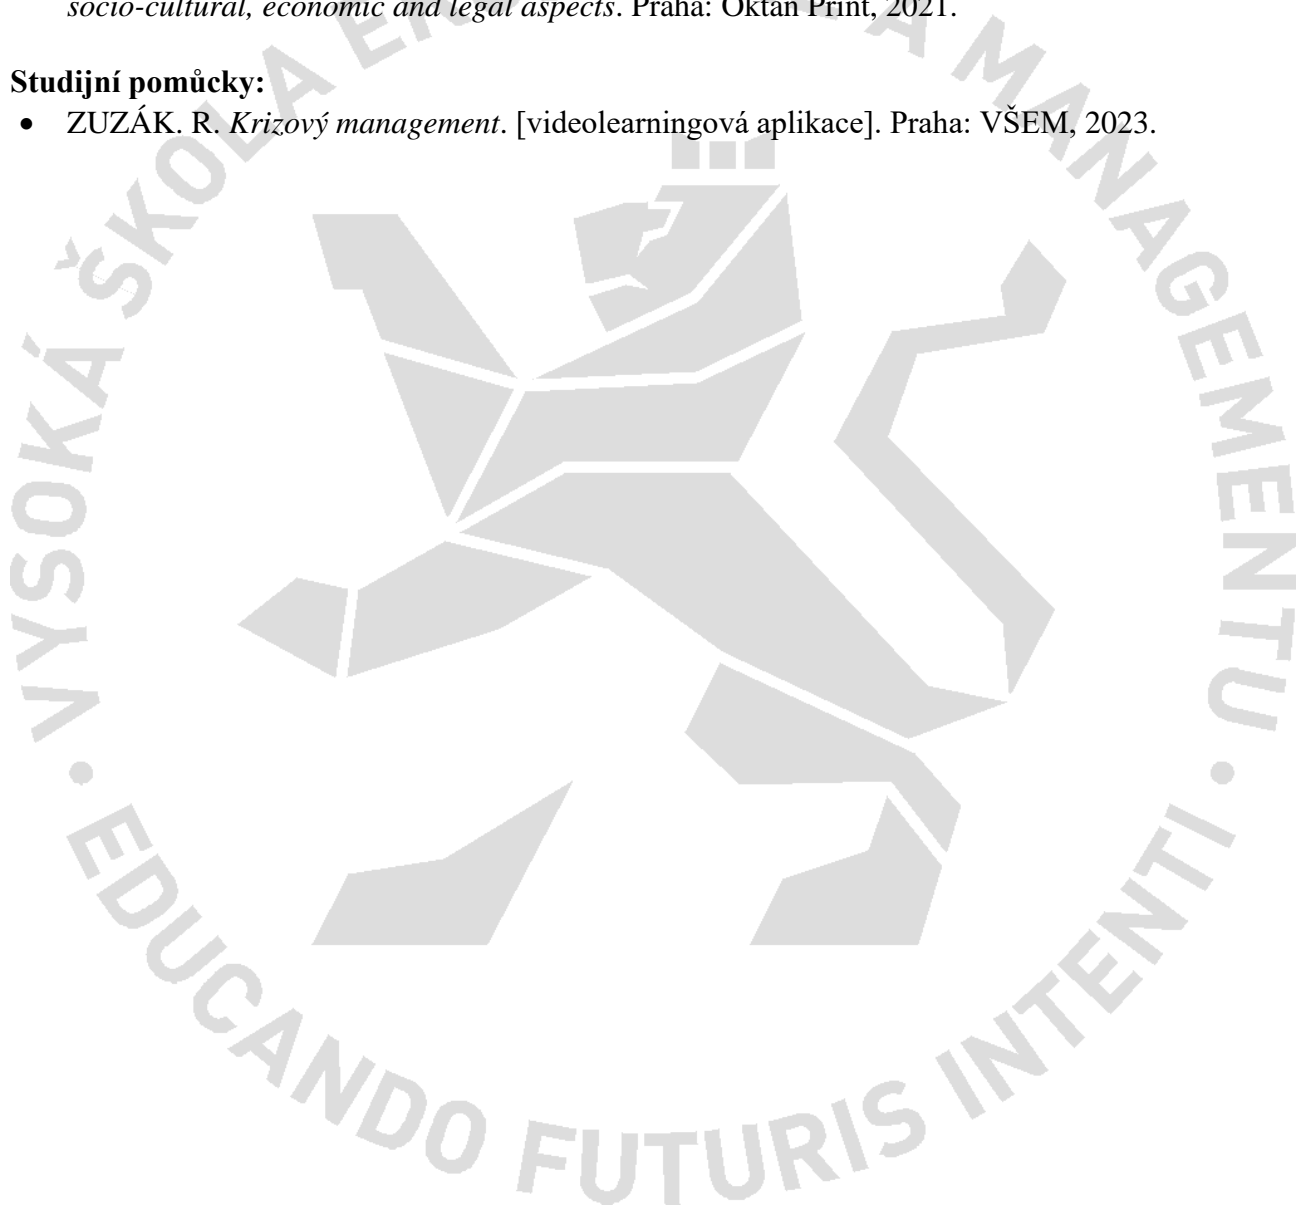 socio-cultural, economic and legal aspects. Praha: Oktan Print, 2021.
Studijní pomůcky:
• ZUZÁK. R. Krizový management. [videolearningová aplikace]. Praha: VŠEM, 2023.
VYSOKÁ ŠKOLA E A MANAGEMENTU
• EDUCANDO FUTURIS INTENTI •